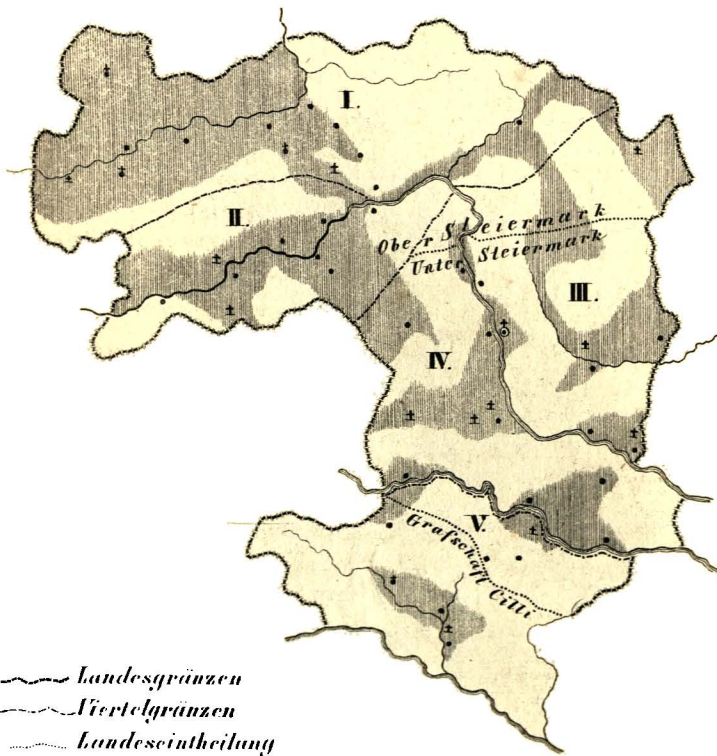 I.
II.
Ober Steiermark
Unter Steiermark
III.
IV.
V.
Grafschaft Cilli
Landesgränzen
Viertelgränzen
Landeseintheilung